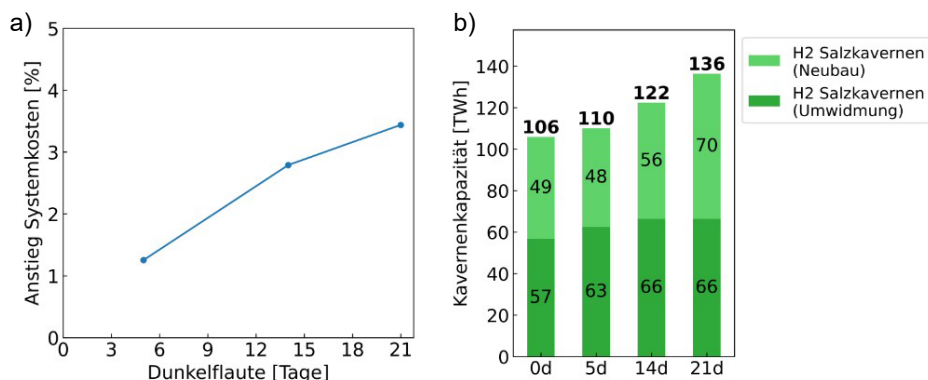 a)
Anstieg Systemkosten [%]
5
4
3
2
1
0
0 3 6 9 12 15 18 21
Dunkelflaute [Tage]
b)
Kavernenkapazität [TWh]
140
120
100
80
60
40
20
0
106 110 122 136
49 48 56 70
57 63 66 66
0d 5d 14d 21d
H2 Salzkavernen
(Neubau)
H2 Salzkavernen
(Umwidmung)